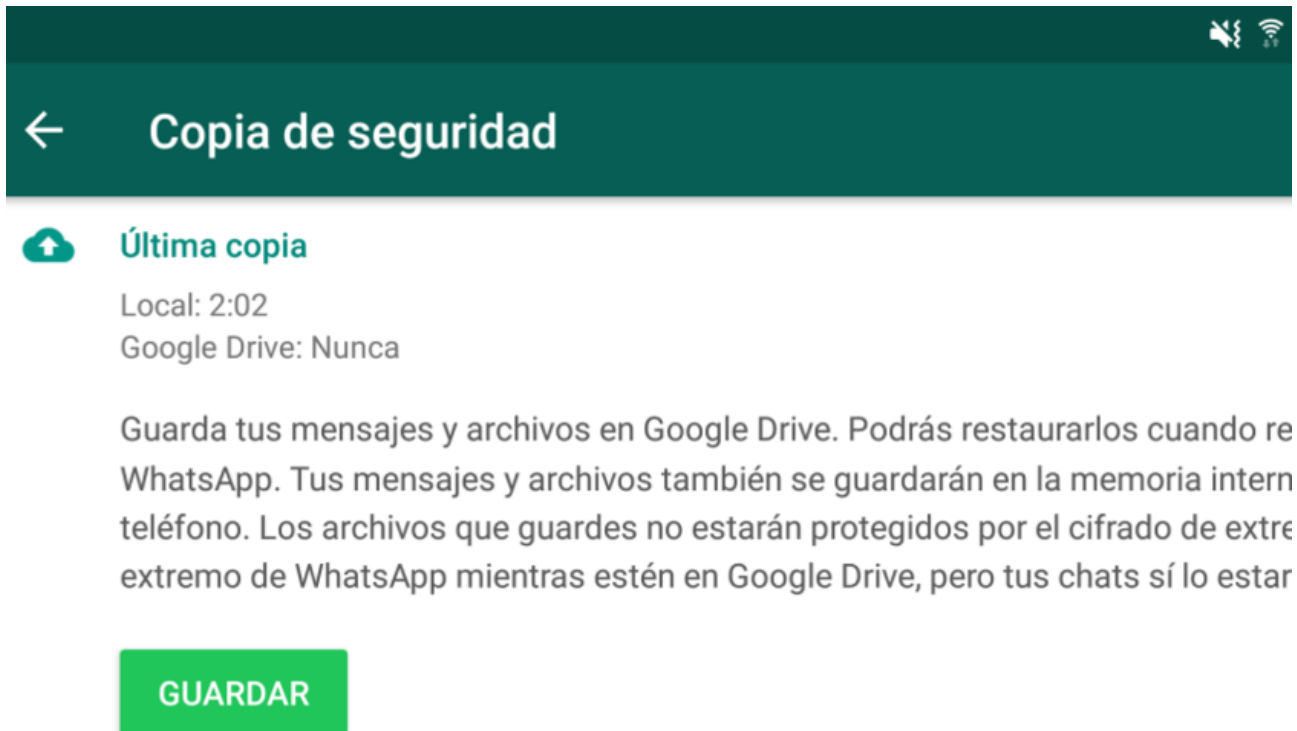 Copia de seguridad
Última copia
Local: 2:02
Google Drive: Nunca
Guarda tus mensajes y archivos en Google Drive. Podrás restaurarlos cuando re
WhatsApp. Tus mensajes y archivos también se guardarán en la memoria intern
teléfono. Los archivos que guardes no estarán protegidos por el cifrado de extre
extremo de WhatsApp mientras estén en Google Drive, pero tus chats sí lo estar
GUARDAR